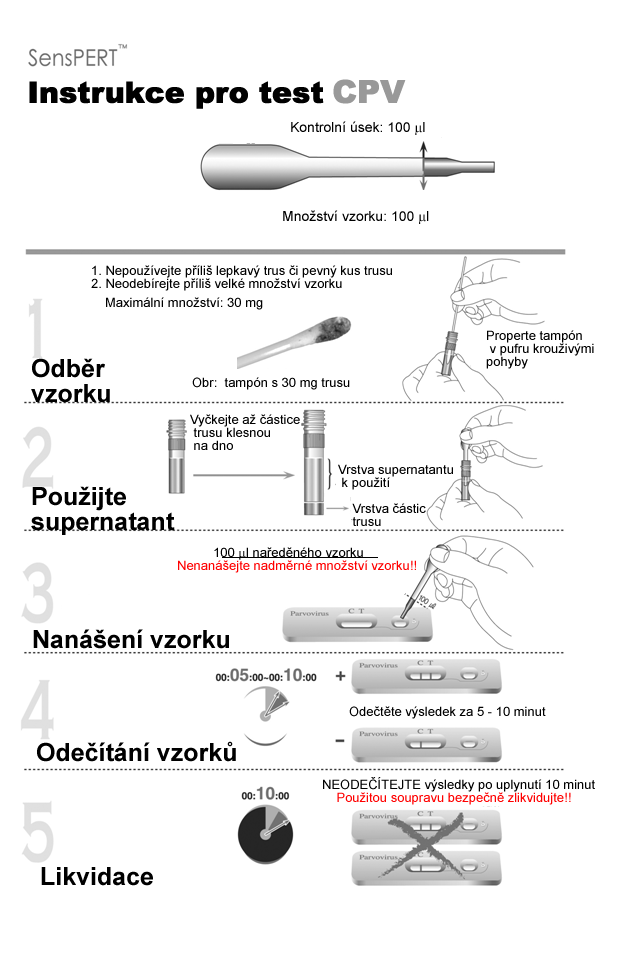 SensPERT™
Instrukce pro test CPV
Kontrolní úsek: 100 µl
Množství vzorku: 100 µl
1. Nepoužívejte příliš lepkavý trus či pevný kus trusu
2. Neodebírejte příliš velké množství vzorku
Maximální množství: 30 mg
1
Odběr
vzorku
Obr: tampón s 30 mg trusu
Properte tampón
v pufru krouživými
pohyby
2
Použijte
supernatant
Vyčkejte až částice
trusu klesnou
na dno
Vrstva supernatantu
k použití
Vrstva částic
trusu
3
Nanášení vzorku
100 µl naředěného vzorku
Nenanášejte nadměrné množství vzorku!!
100 µl
Parvovirus C T
4
Odečítání vzorků
00:05:00~00:10:00
+
Parvovirus C T
Odečtěte výsledek za 5 - 10 minut
–
Parvovirus C T
5
Likvidace
00:10:00
NEODEČÍTEJTE výsledky po uplynutí 10 minut
Použitou soupravu bezpečně zlikvidujte!!
Parvovirus C T
Parvovirus C T